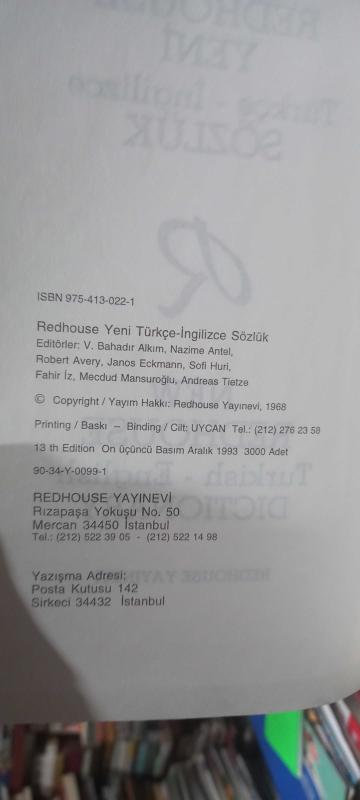 ISBN 975-413-022-1
Redhouse Yeni Türkçe-İngilizce Sözlük
Editörler: V. Bahadır Alkım, Nazime Antel,
Robert Avery, Janos Eckmann, Sofi Huri,
Fahir İz, Mecdud Mansuroğlu, Andreas Tietze
© Copyright / Yayım Hakkı: Redhouse Yayınevi, 1968
Printing / Baskı – Binding / Cilt: UYCAN Tel.: (212) 276 23 58
13 th Edition On üçüncü Basım Aralık 1993 3000 Adet
90-34-Y-0099-1
REDHOUSE YAYINEVİ
Rızapaşa Yokuşu No. 50
Mercan 34450 İstanbul
Tel.: (212) 522 39 05 - (212) 522 14 98
Yazışma Adresi:
Posta Kutusu 142
Sirkeci 34432 İstanbul